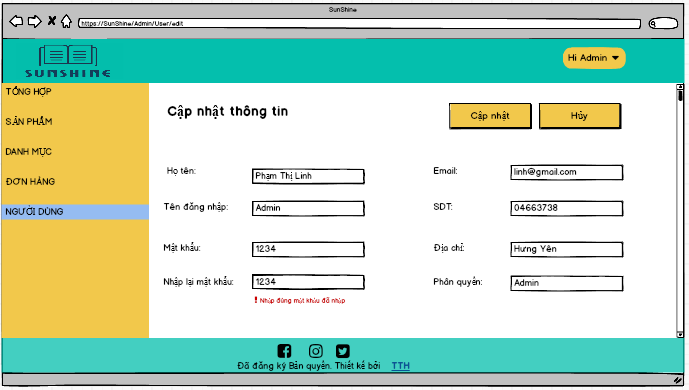 SunShine
https://SunShine/Admin/User/edit
SUNSHINE
Hi Admin
TỔNG HỢP
SẢN PHẨM
DANH MỤC
ĐƠN HÀNG
NGƯỜI DÙNG
Cập nhật thông tin
Cập nhật
Hủy
Họ tên: Phạm Thị Linh
Email: linh@gmail.com
Tên đăng nhập: Admin
SDT: 04663738
Mật khẩu: 1234
Địa chỉ: Hưng Yên
Nhập lại mật khẩu: 1234
Phân quyền: Admin
! Nhập đúng mật khẩu đã nhập
Đã đăng ký Bản quyền. Thiết kế bởi TTH